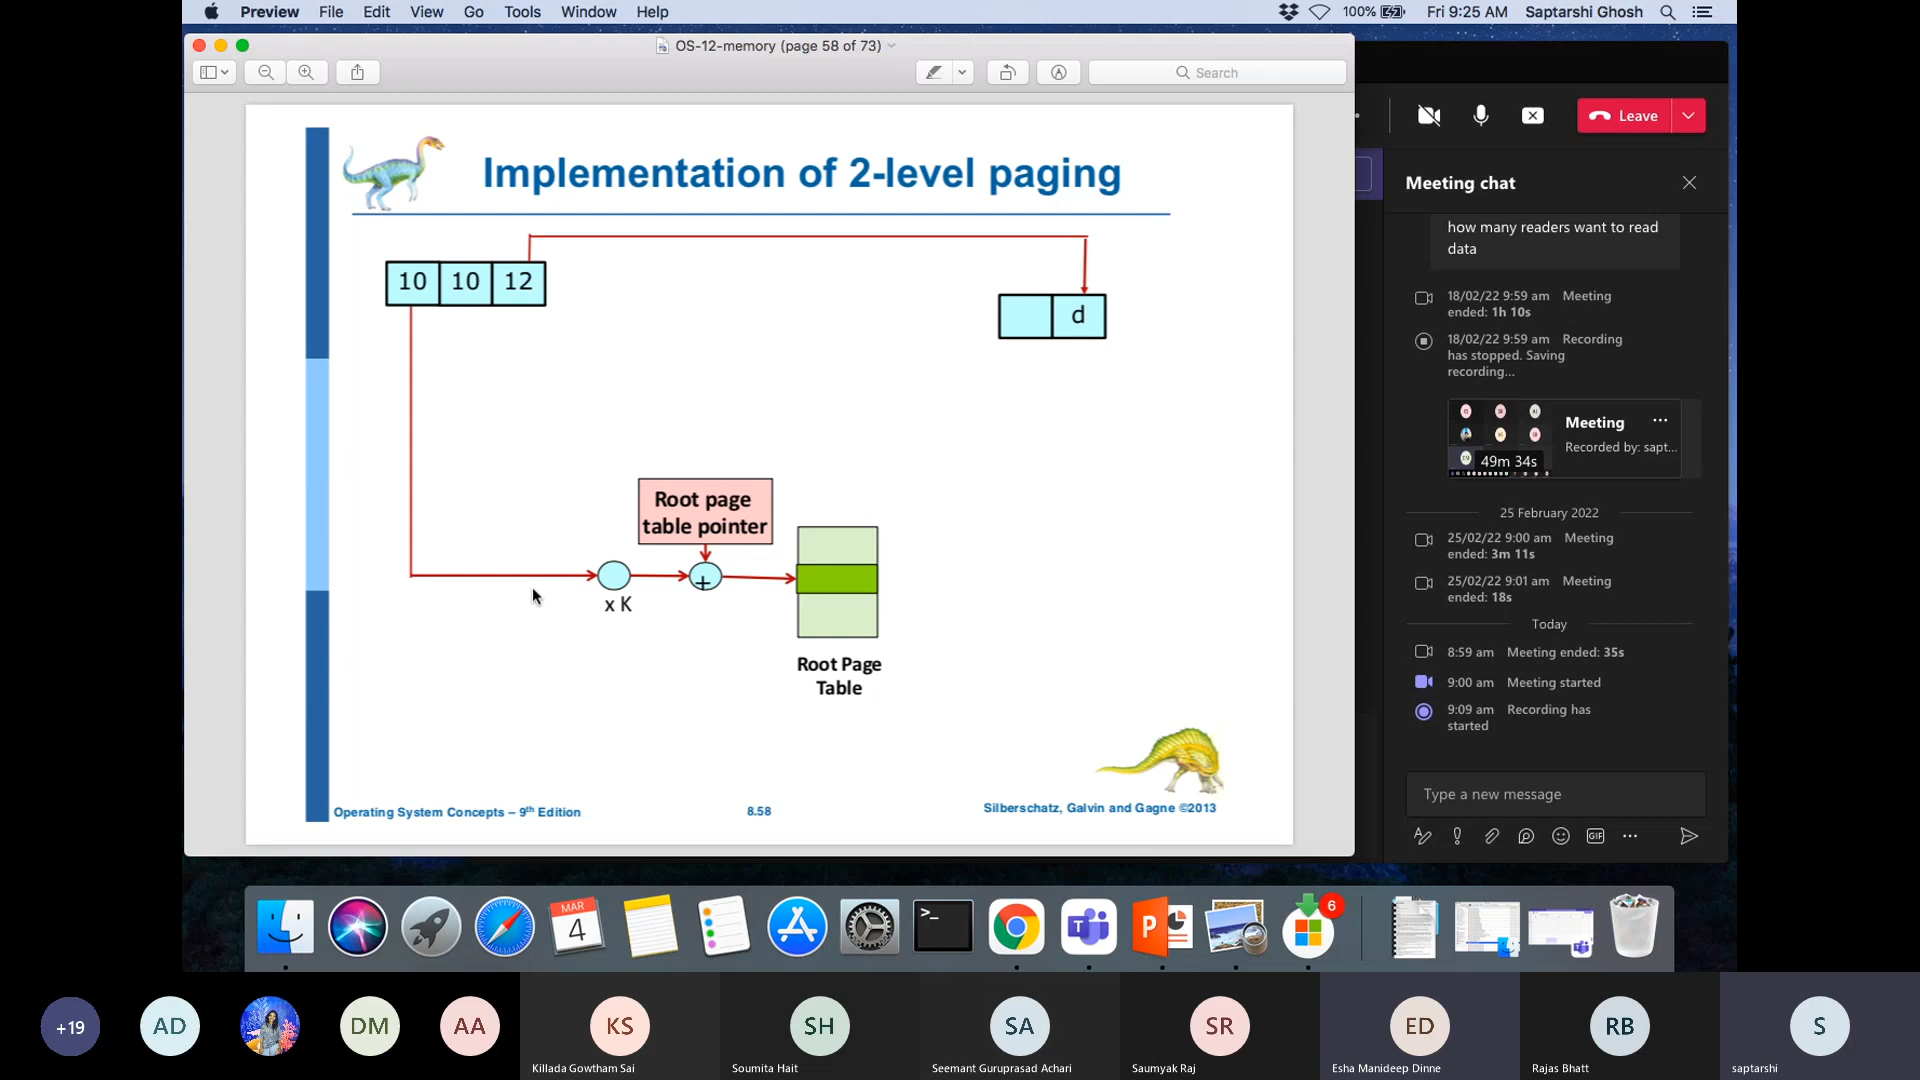 Preview File Edit View Go Tools Window Help
100% Fri 9:25 AM Saptarshi Ghosh
OS-12-memory (page 58 of 73)
Search
Implementation of 2-level paging
10 10 12
d
Root page
table pointer
+
x K
Root Page
Table
Operating System Concepts – 9th Edition
8.58
Silberschatz, Galvin and Gagne ©2013
Leave
Meeting chat
how many readers want to read
data
18/02/22 9:59 am Meeting
ended: 1h 10s
18/02/22 9:59 am Recording
has stopped. Saving
recording...
Meeting
Recorded by: sapt...
49m 34s
25 February 2022
25/02/22 9:00 am Meeting
ended: 3m 11s
25/02/22 9:01 am Meeting
ended: 18s
Today
8:59 am Meeting ended: 35s
9:00 am Meeting started
9:09 am Recording has
started
Type a new message
GIF
MAR
4
>_
P
T
6
+19 AD DM AA KS SH SA SR ED RB S
Killada Gowtham Sai
Soumita Hait
Seemant Guruprasad Achari
Saumyak Raj
Esha Manideep Dinne
Rajas Bhatt
saptarshi